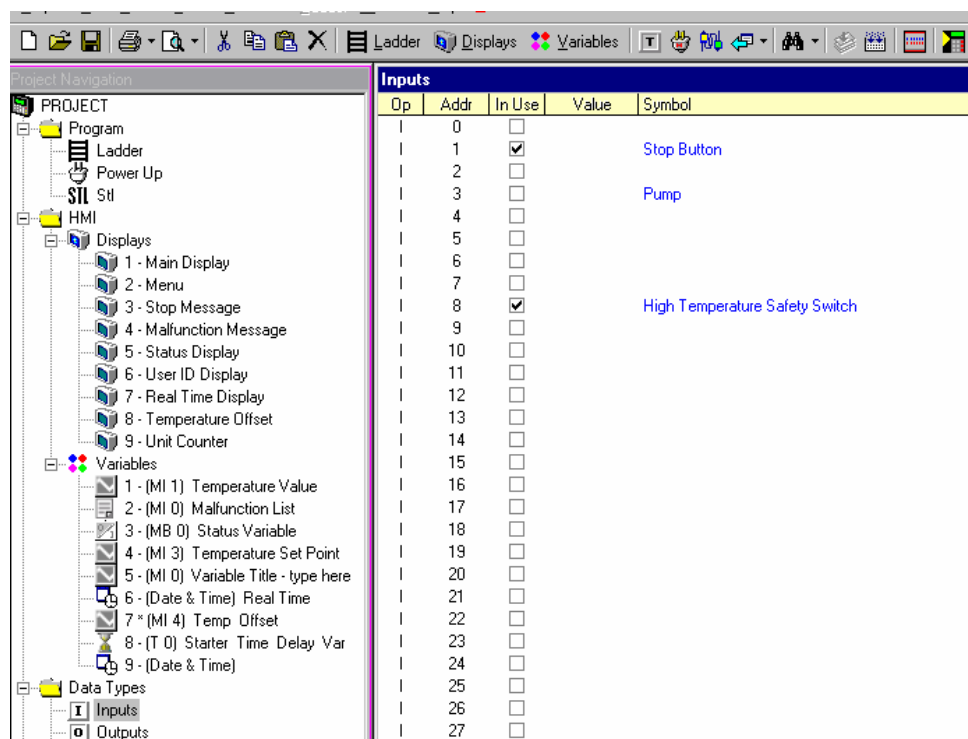 Ladder Displays Variables
Project Navigation
PROJECT
Program
Ladder
Power Up
STL Stl
HMI
Displays
1 - Main Display
2 - Menu
3 - Stop Message
4 - Malfunction Message
5 - Status Display
6 - User ID Display
7 - Real Time Display
8 - Temperature Offset
9 - Unit Counter
Variables
1 - (MI 1) Temperature Value
2 - (MI 0) Malfunction List
3 - (MB 0) Status Variable
4 - (MI 3) Temperature Set Point
5 - (MI 0) Variable Title - type here
6 - (Date & Time) Real Time
7 * (MI 4) Temp Offset
8 - (T 0) Starter Time Delay Var
9 - (Date & Time)
Data Types
I Inputs
O Outputs
Inputs
Op Addr In Use Value Symbol
I 0
I 1 Stop Button
I 2
I 3 Pump
I 4
I 5
I 6
I 7
I 8 High Temperature Safety Switch
I 9
I 10
I 11
I 12
I 13
I 14
I 15
I 16
I 17
I 18
I 19
I 20
I 21
I 22
I 23
I 24
I 25
I 26
I 27